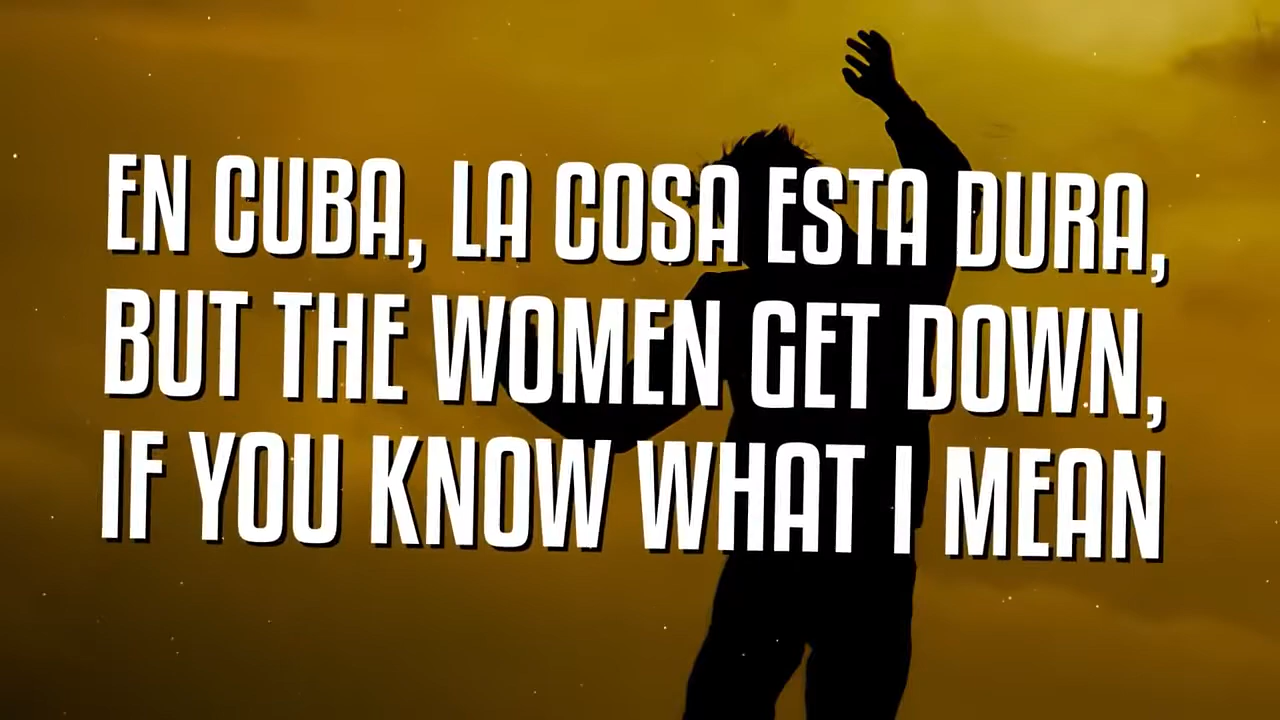 EN CUBA, LA COSA ESTA DURA,
BUT THE WOMEN GET DOWN,
IF YOU KNOW WHAT I MEAN